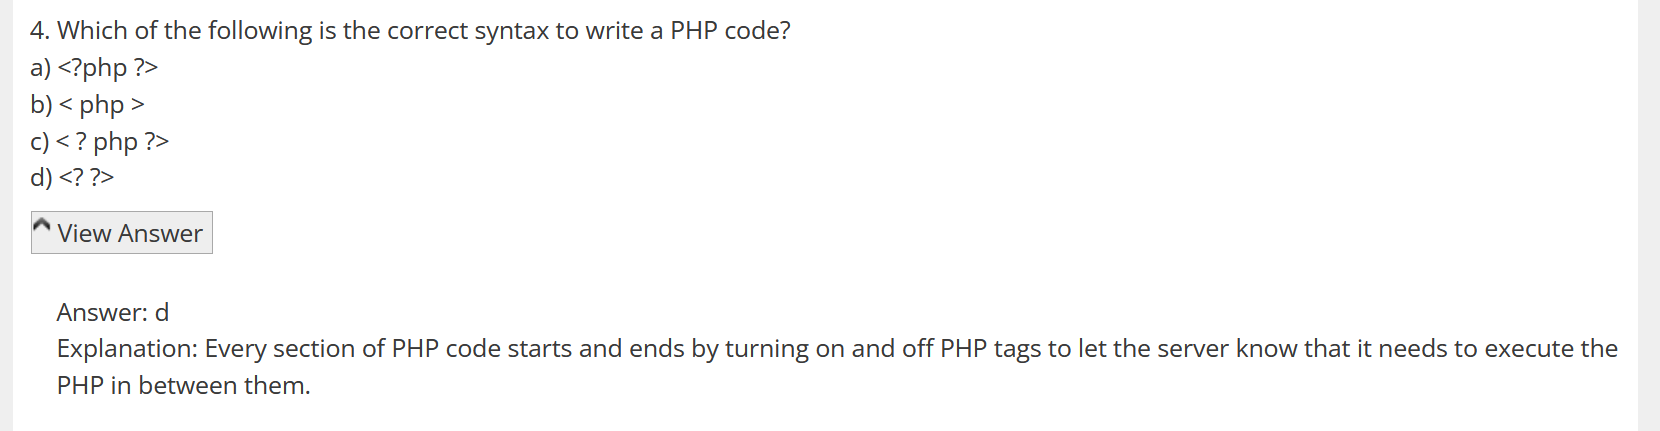 4. Which of the following is the correct syntax to write a PHP code?
a) <?php ?>
b) < php >
c) < ? php ?>
d) <? ?>
View Answer
Answer: d
Explanation: Every section of PHP code starts and ends by turning on and off PHP tags to let the server know that it needs to execute the
PHP in between them.